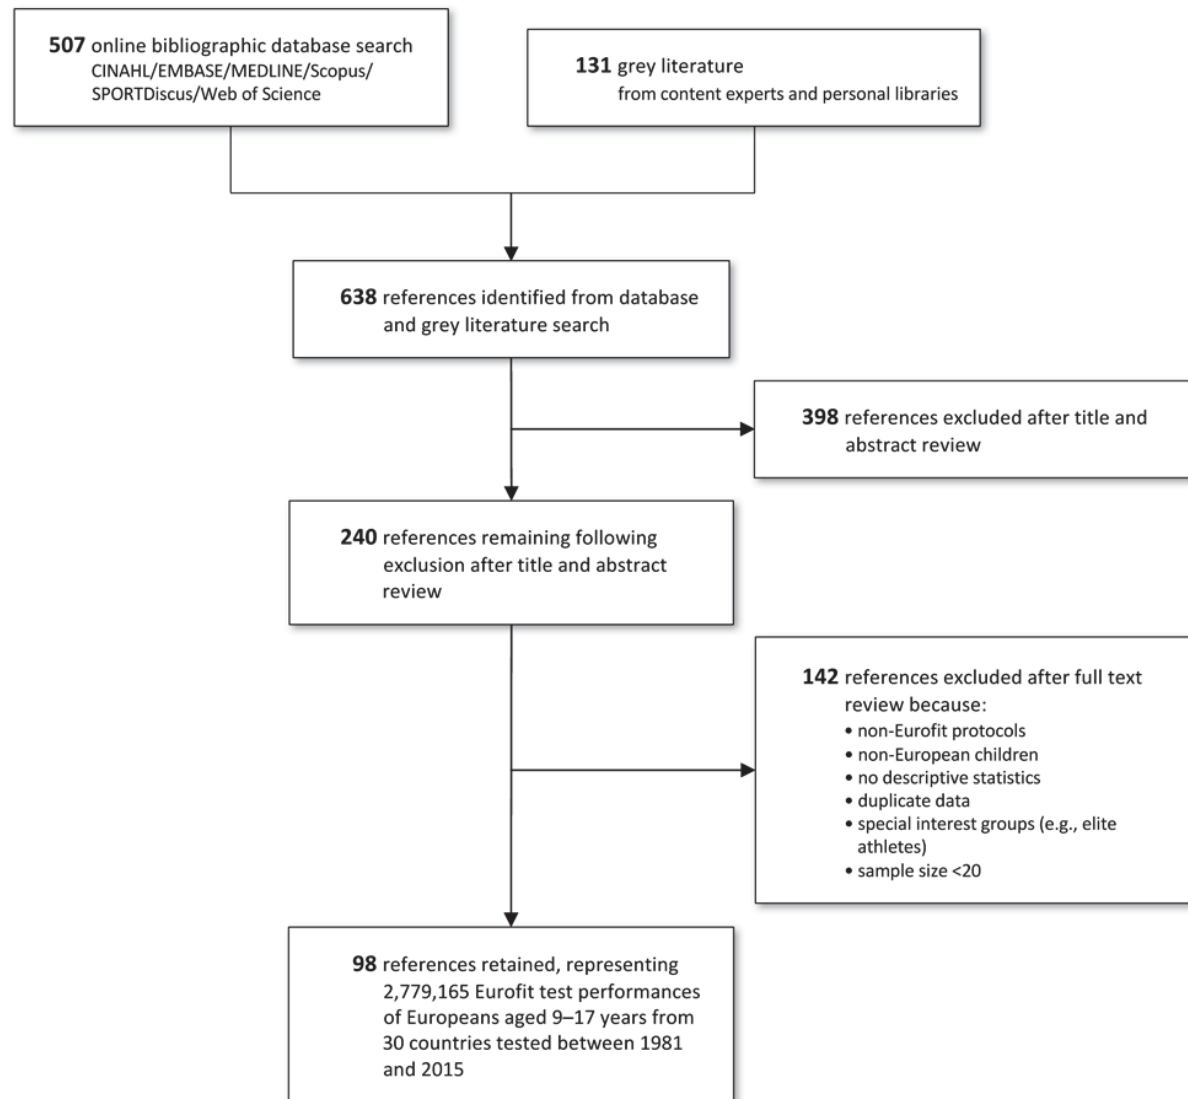 507 online bibliographic database search
CINAHL/EMBASE/MEDLINE/Scopus/
SPORTDiscus/Web of Science
131 grey literature
from content experts and personal libraries
638 references identified from database
and grey literature search
398 references excluded after title and
abstract review
240 references remaining following
exclusion after title and abstract
review
142 references excluded after full text
review because:
• non-Eurofit protocols
• non-European children
• no descriptive statistics
• duplicate data
• special interest groups (e.g., elite
athletes)
• sample size <20
98 references retained, representing
2,779,165 Eurofit test performances
of Europeans aged 9–17 years from
30 countries tested between 1981
and 2015